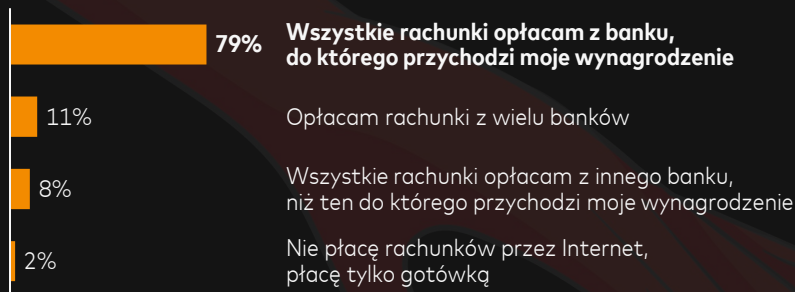 79%
Wszystkie rachunki opłacam z banku,
do którego przychodzi moje wynagrodzenie
11%
Opłacam rachunki z wielu banków
8%
Wszystkie rachunki opłacam z innego banku,
niż ten do którego przychodzi moje wynagrodzenie
2%
Nie płacę rachunków przez Internet,
płacę tylko gotówką